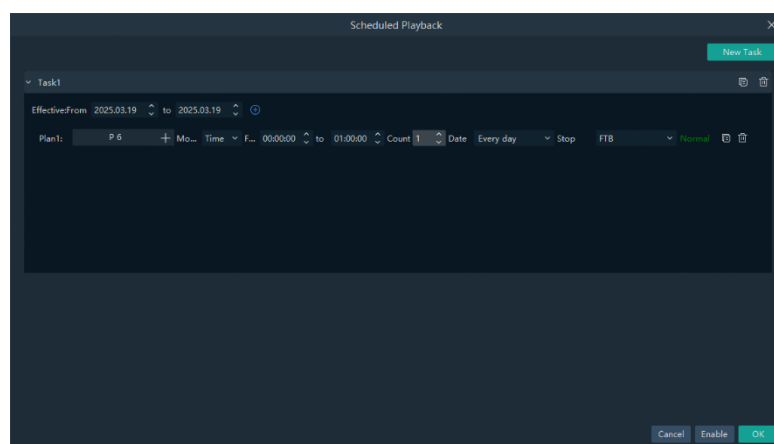 Scheduled Playback
New Task
Task1
Effective:From 2025.03.19 to 2025.03.19
Plan1: P 6 Mo... Time F... 00:00:00 to 01:00:00 Count 1 Date Every day Stop FTB Normal
Cancel Enable OK